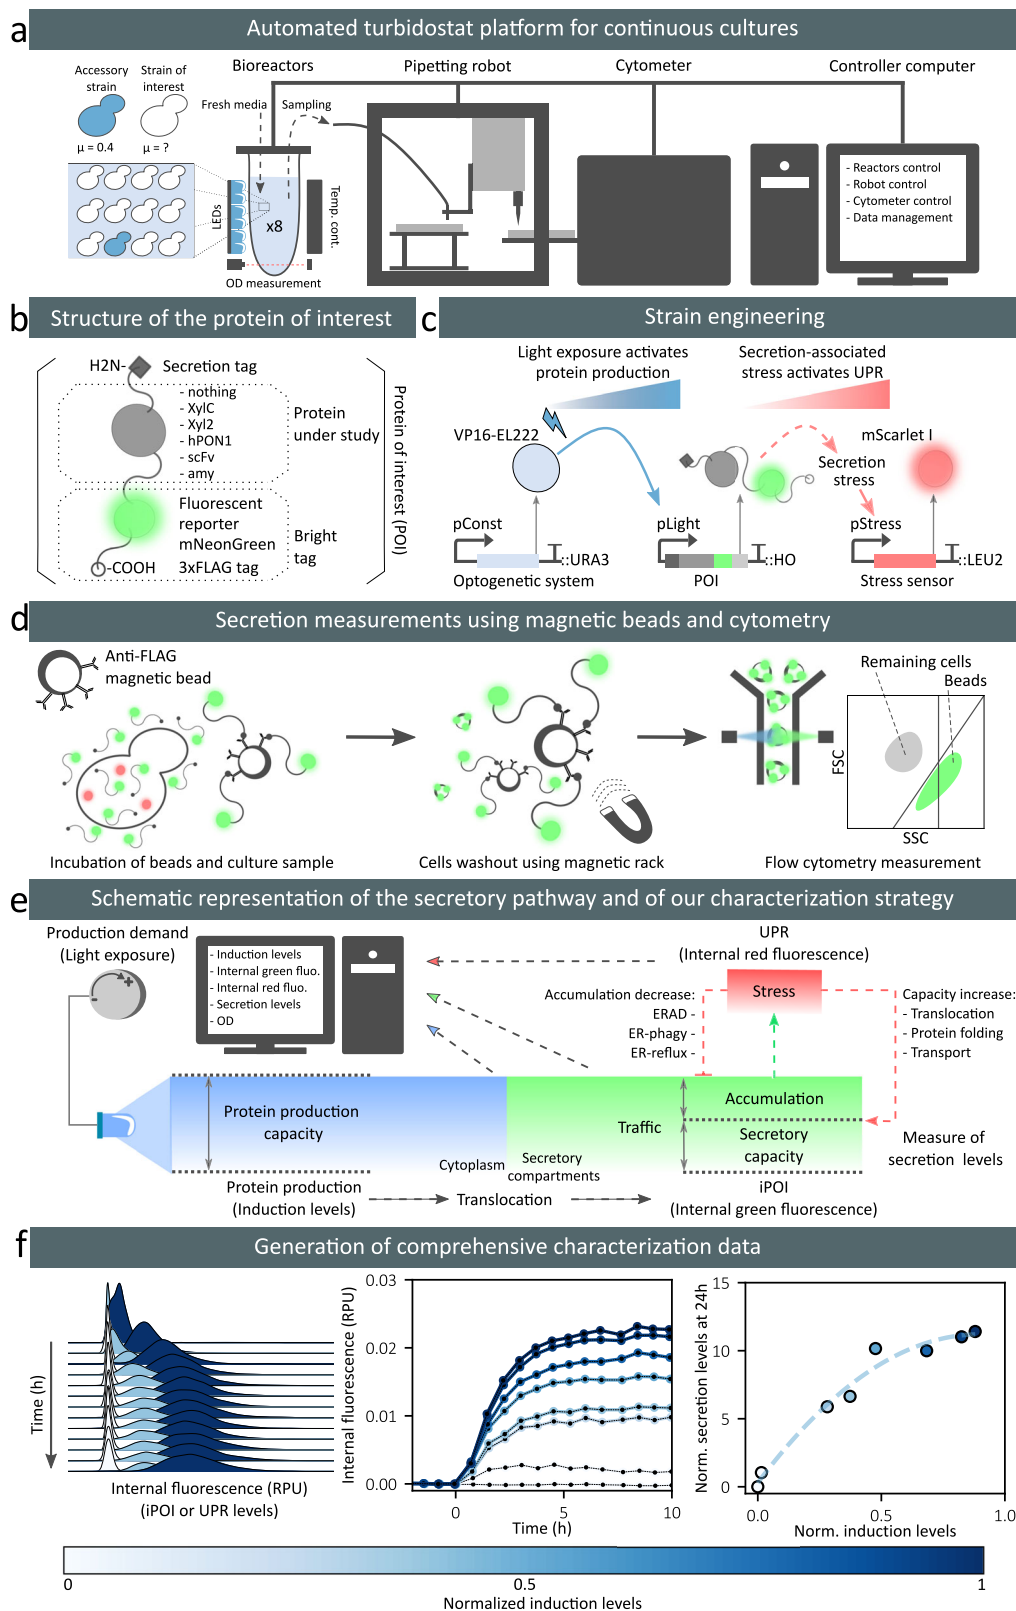 a Automated turbidostat platform for continuous cultures
Accessory strain
Strain of interest
μ = 0.4
μ = ?
Bioreactors
Pipetting robot
Cytometer
Controller computer
Fresh media
Sampling
LEDs
x8
Temp. cont.
OD measurement
- Reactors control
- Robot control
- Cytometer control
- Data management
b Structure of the protein of interest
H2N-
Secretion tag
- nothing
- XylC
- Xyl2
- hPON1
- scFv
- amy
Protein
under study
Fluorescent
reporter
mNeonGreen
3xFLAG tag
-COOH
Bright
tag
Protein of interest (POI)
c Strain engineering
Light exposure activates
protein production
Secretion-associated
stress activates UPR
VP16-EL222
mScarlet I
Secretion
stress
pConst
::URA3
Optogenetic system
pLight
::HO
POI
pStress
::LEU2
Stress sensor
d Secretion measurements using magnetic beads and cytometry
Anti-FLAG
magnetic bead
Remaining cells
Beads
FSC
SSC
Incubation of beads and culture sample
Cells washout using magnetic rack
Flow cytometry measurement
e Schematic representation of the secretory pathway and of our characterization strategy
Production demand
(Light exposure)
- Induction levels
- Internal green fluo.
- Internal red fluo.
- Secretion levels
- OD
UPR
(Internal red fluorescence)
Stress
Accumulation decrease:
ERAD -
ER-phagy -
ER-reflux -
Capacity increase:
- Translocation
- Protein folding
- Transport
Protein production
capacity
Cytoplasm
Secretory
compartments
Traffic
Accumulation
Secretory
capacity
Measure of
secretion levels
Protein production
(Induction levels)
Translocation
iPOI
(Internal green fluorescence)
f Generation of comprehensive characterization data
Time (h)
Internal fluorescence (RPU)
(iPOI or UPR levels)
Internal fluorescence (RPU)
0.03
0.02
0.01
0.00
0
5
10
Time (h)
Norm. secretion levels at 24h
15
10
5
0
0.0
0.5
1.0
Norm. induction levels
0
0.5
1
Normalized induction levels